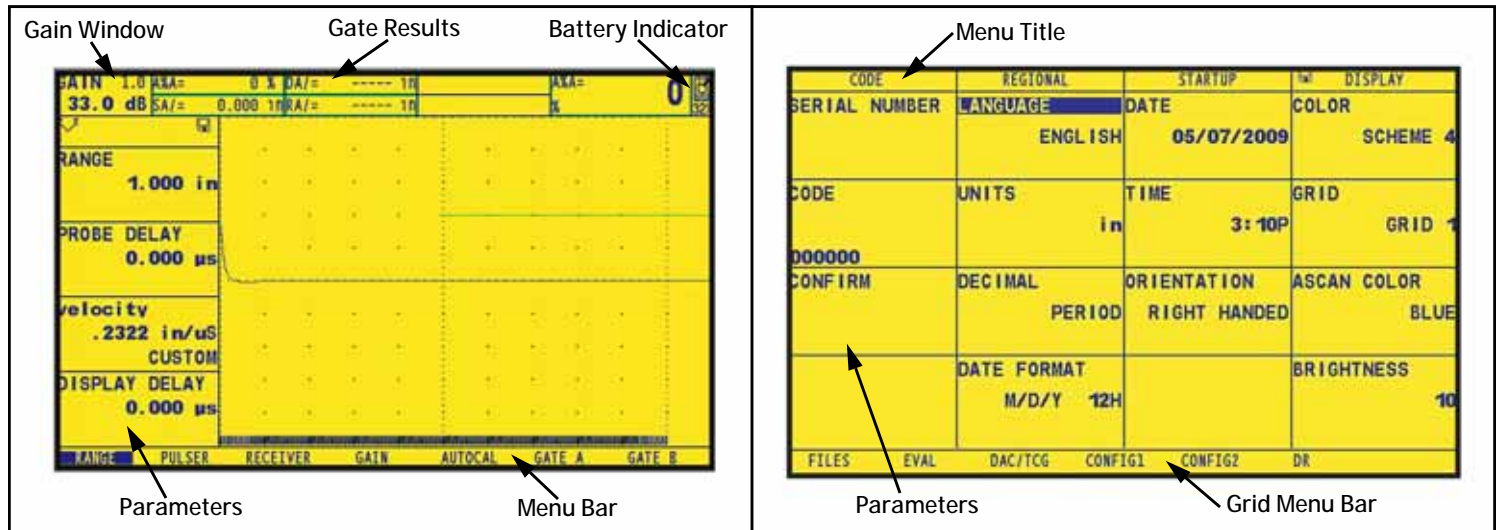 Gain Window
Gate Results
Battery Indicator
GAIN 1.0
33.0 dB
A%A= 0 %
DA/= ----- in
SA/= 0.000 in
RA/= ----- in
A%A=
% 0
RANGE
1.000 in
PROBE DELAY
0.000 µs
velocity
.2322 in/uS
CUSTOM
DISPLAY DELAY
0.000 µs
RANGE PULSER RECEIVER GAIN AUTOCAL GATE A GATE B
Parameters
Menu Bar
Menu Title
CODE REGIONAL STARTUP DISPLAY
SERIAL NUMBER LANGUAGE DATE COLOR
ENGLISH 05/07/2009 SCHEME 4
CODE UNITS TIME GRID
in 3:10P GRID 1
000000
CONFIRM DECIMAL ORIENTATION ASCAN COLOR
PERIOD RIGHT HANDED BLUE
DATE FORMAT BRIGHTNESS
M/D/Y 12H 10
FILES EVAL DAC/TCG CONFIG1 CONFIG2 DR
Parameters
Grid Menu Bar